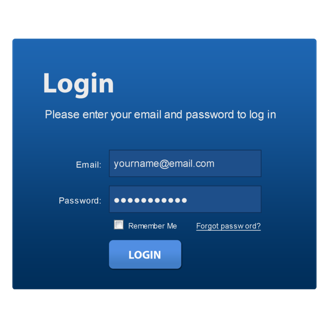 Login
Please enter your email and password to log in
Email: yourname@email.com
Password: ●●●●●●●●●●●
Remember Me Forgot password?
LOGIN